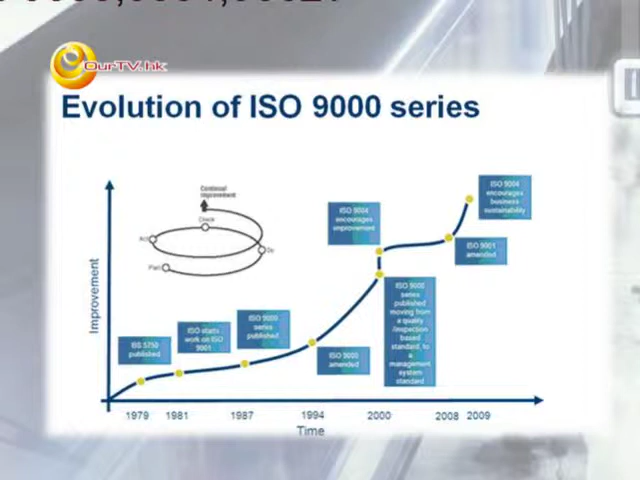 OurTV.hk
Evolution of ISO 9000 series
Continual
improvement
Check
Act
Do
Plan
Improvement
BS 5750
published
ISO starts
work on ISO
9001
ISO 9000
series
published
ISO 9000
amended
ISO 9004
encourages
improvement
ISO 9000
series
published
moving from
a quality
/inspection
based
standard, to
a
management
system
standard
ISO 9001
amended
ISO 9004
encourages
business
sustainability
1979
1981
1987
1994
2000
2008
2009
Time